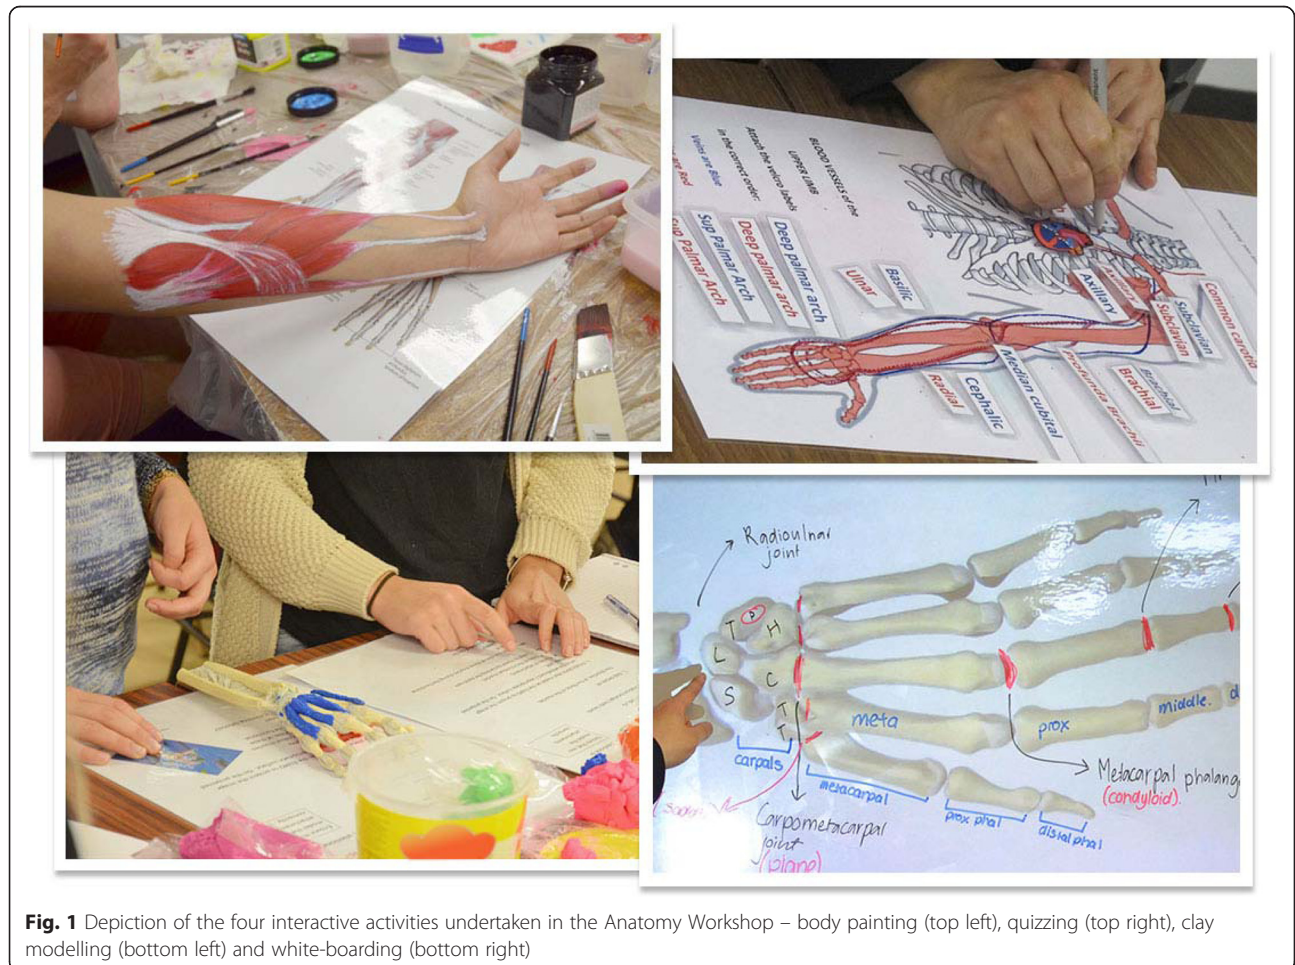 BLOOD VESSELS of the
UPPER LIMB
Attach the velcro labels
in the correct order:
Veins are Blue
are Red
Sup Palmar Arch
Sup Palmar Arch
Deep palmar arch
Deep palmar arch
Ulnar
Basilic
Axillary
Axillary
Subclavian
Subclavian
Common carotid
Brachial
Brachial
Profunda Brachii
Median cubital
Cephalic
Radial
Radioulnar
joint
T
P
H
L
C
S
T
T
carpals
meta
metacarpal
prox
middle.
d
prox phal
distal phal
Metacarpal phalang
(condyloid).
Carpometacarpal
joint
(plane)
Fig. 1 Depiction of the four interactive activities undertaken in the Anatomy Workshop – body painting (top left), quizzing (top right), clay
modelling (bottom left) and white-boarding (bottom right)